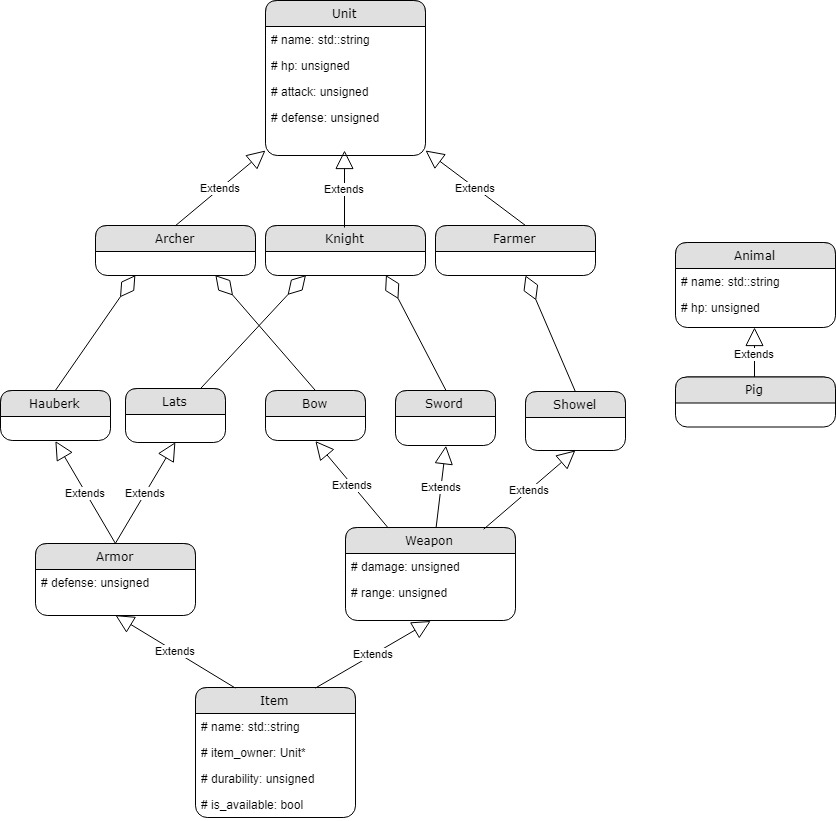 Unit
# name: std::string
# hp: unsigned
# attack: unsigned
# defense: unsigned
Extends
Extends
Extends
Archer
Knight
Farmer
Animal
# name: std::string
# hp: unsigned
Extends
Pig
Hauberk
Lats
Bow
Sword
Showel
Extends
Extends
Extends
Extends
Extends
Armor
# defense: unsigned
Weapon
# damage: unsigned
# range: unsigned
Extends
Extends
Item
# name: std::string
# item_owner: Unit*
# durability: unsigned
# is_available: bool